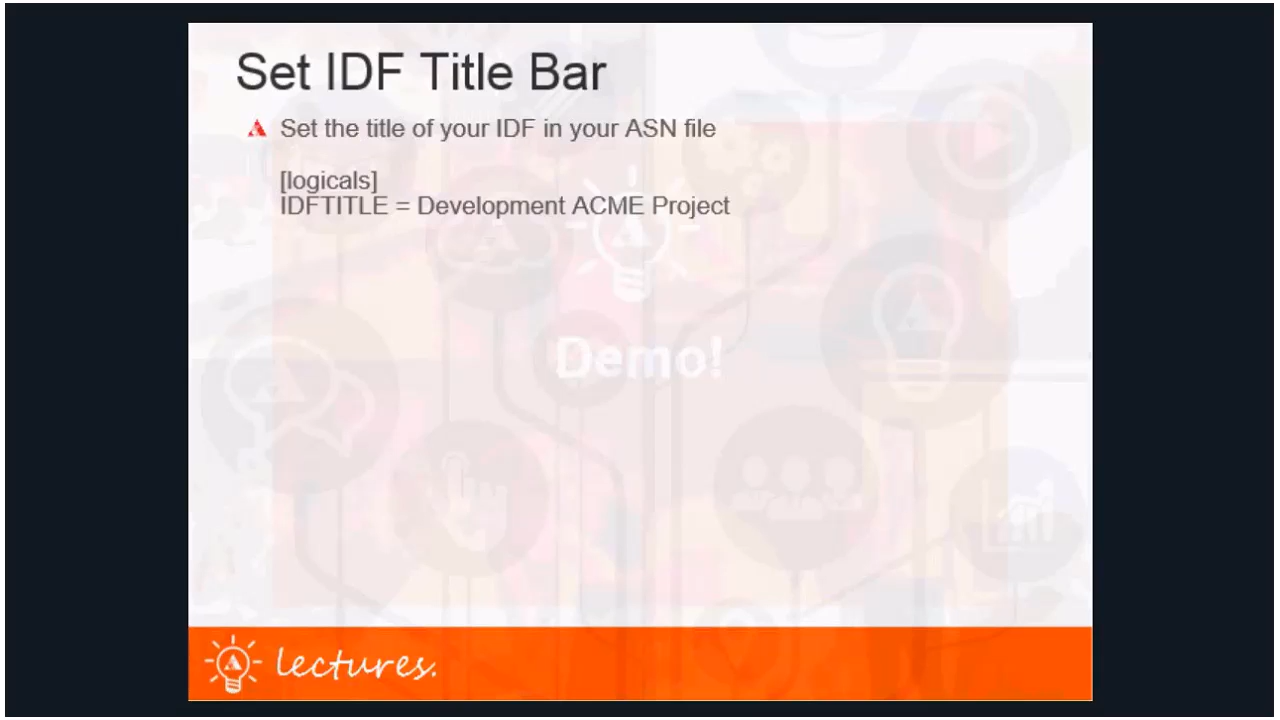 Set IDF Title Bar
Set the title of your IDF in your ASN file
[logicals]
IDFTITLE = Development ACME Project
Demo!
lectures.